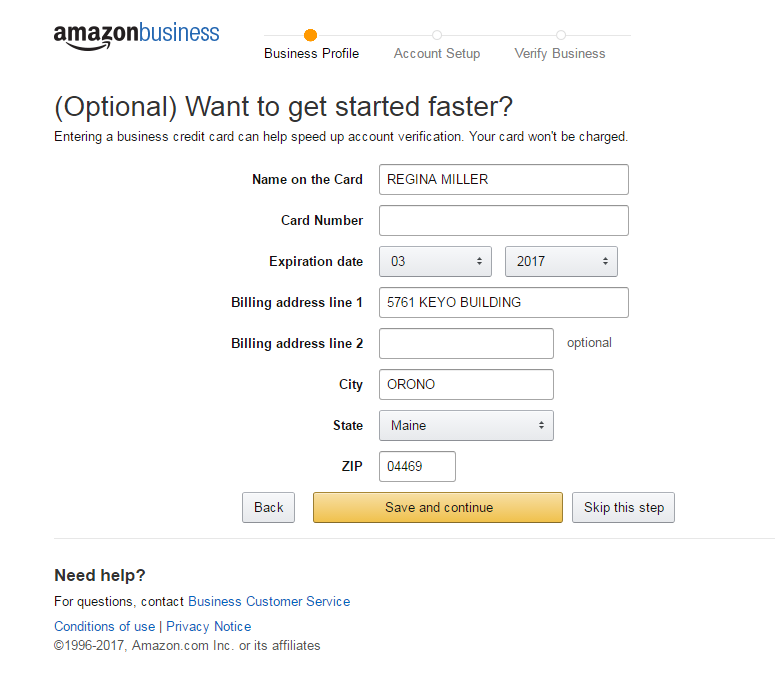 amazonbusiness
Business Profile Account Setup Verify Business
(Optional) Want to get started faster?
Entering a business credit card can help speed up account verification. Your card won't be charged.
Name on the Card REGINA MILLER
Card Number
Expiration date 03 2017
Billing address line 1 5761 KEYO BUILDING
Billing address line 2 optional
City ORONO
State Maine
ZIP 04469
Back Save and continue Skip this step
Need help?
For questions, contact Business Customer Service
Conditions of use | Privacy Notice
©1996-2017, Amazon.com Inc. or its affiliates